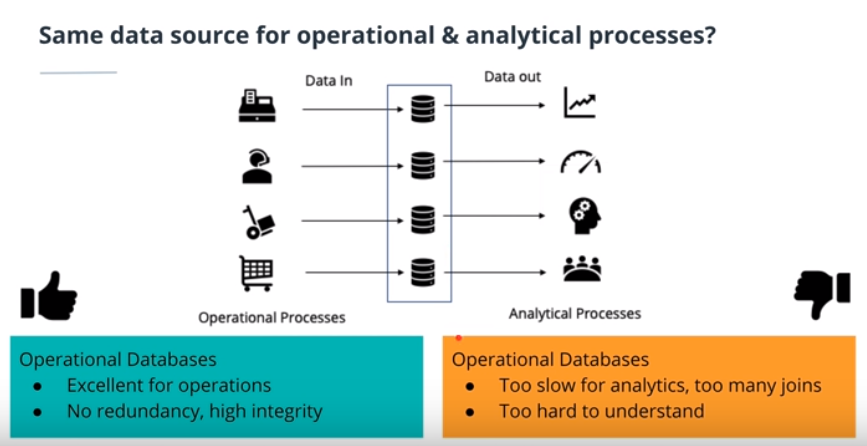 Same data source for operational & analytical processes?
Data In
Data out
Operational Processes
Analytical Processes
Operational Databases
● Excellent for operations
● No redundancy, high integrity
Operational Databases
● Too slow for analytics, too many joins
● Too hard to understand